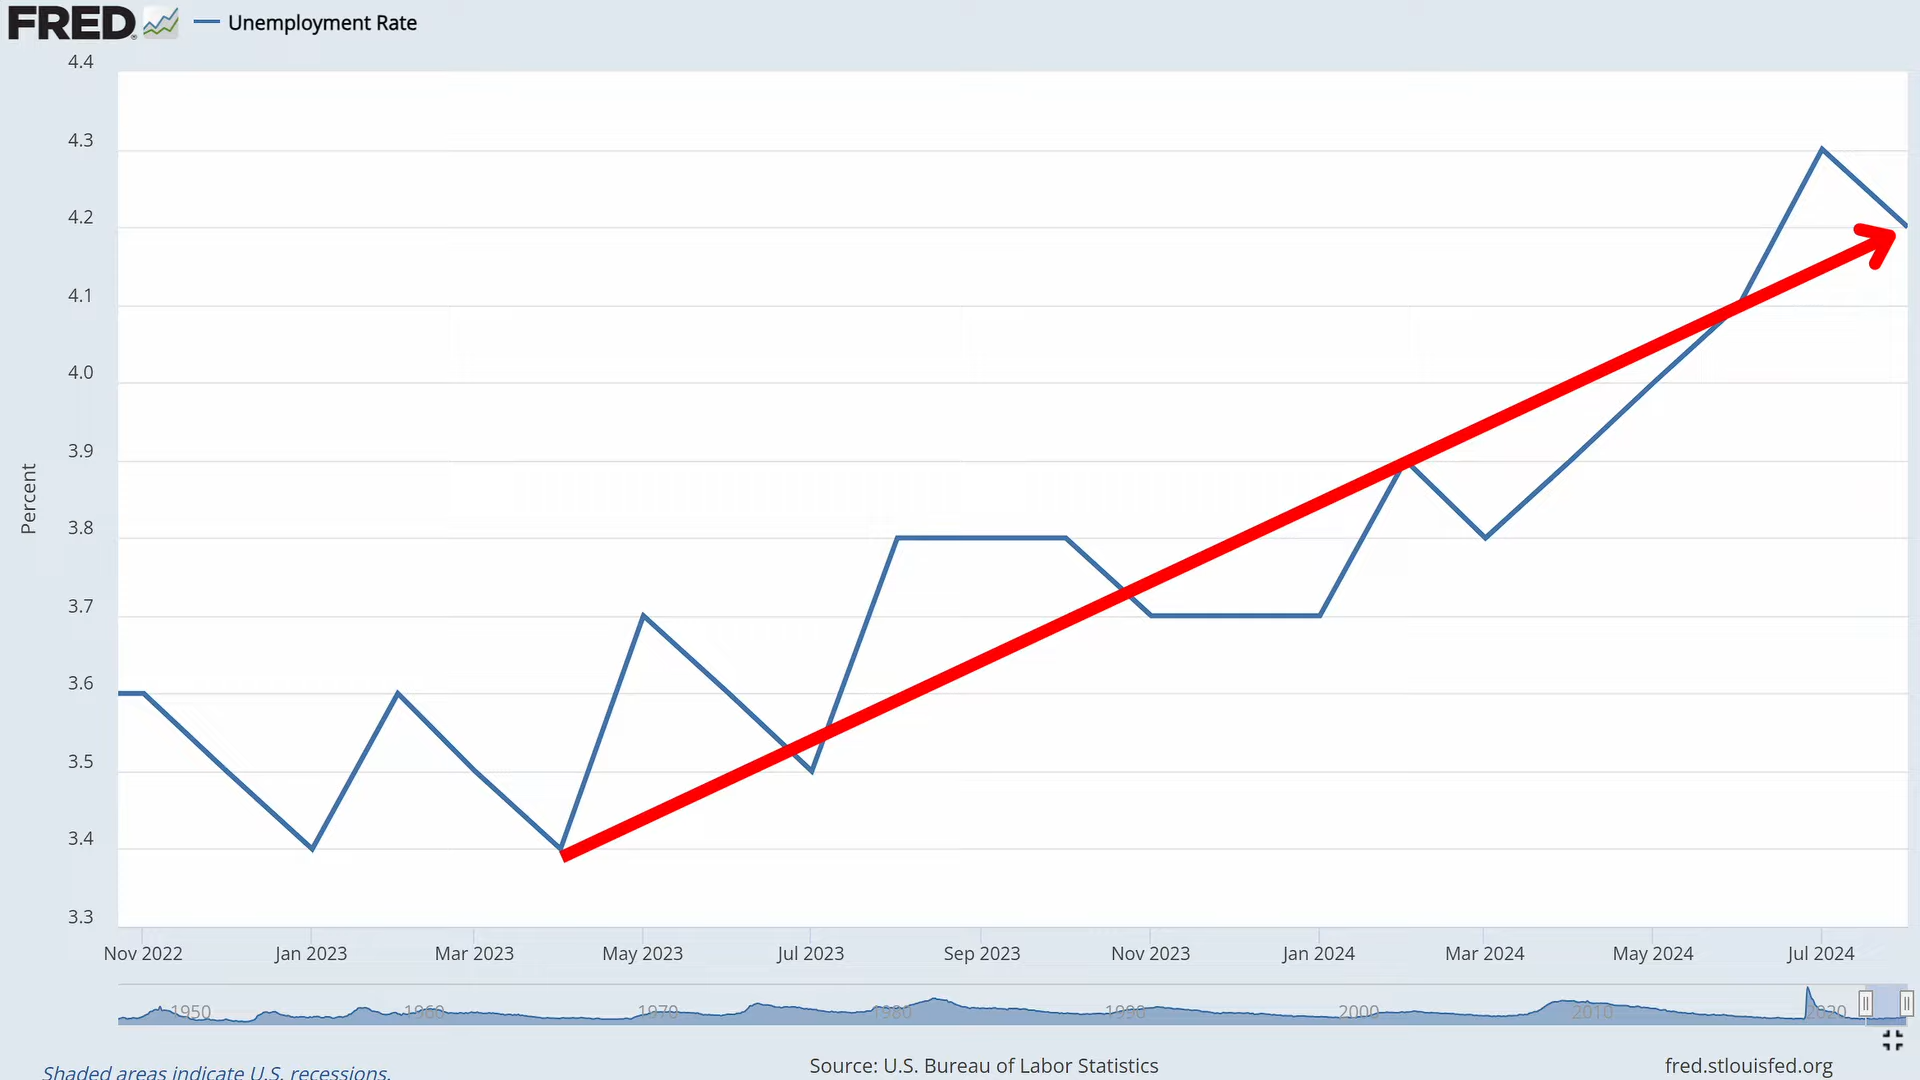 FRED
Unemployment Rate
4.4
4.3
4.2
4.1
4.0
3.9
3.8
3.7
3.6
3.5
3.4
3.3
Percent
Nov 2022 Jan 2023 Mar 2023 May 2023 Jul 2023 Sep 2023 Nov 2023 Jan 2024 Mar 2024 May 2024 Jul 2024
1950 1960 1970 1980 1990 2000 2010 2020
Shaded areas indicate U.S. recessions.
Source: U.S. Bureau of Labor Statistics
fred.stlouisfed.org